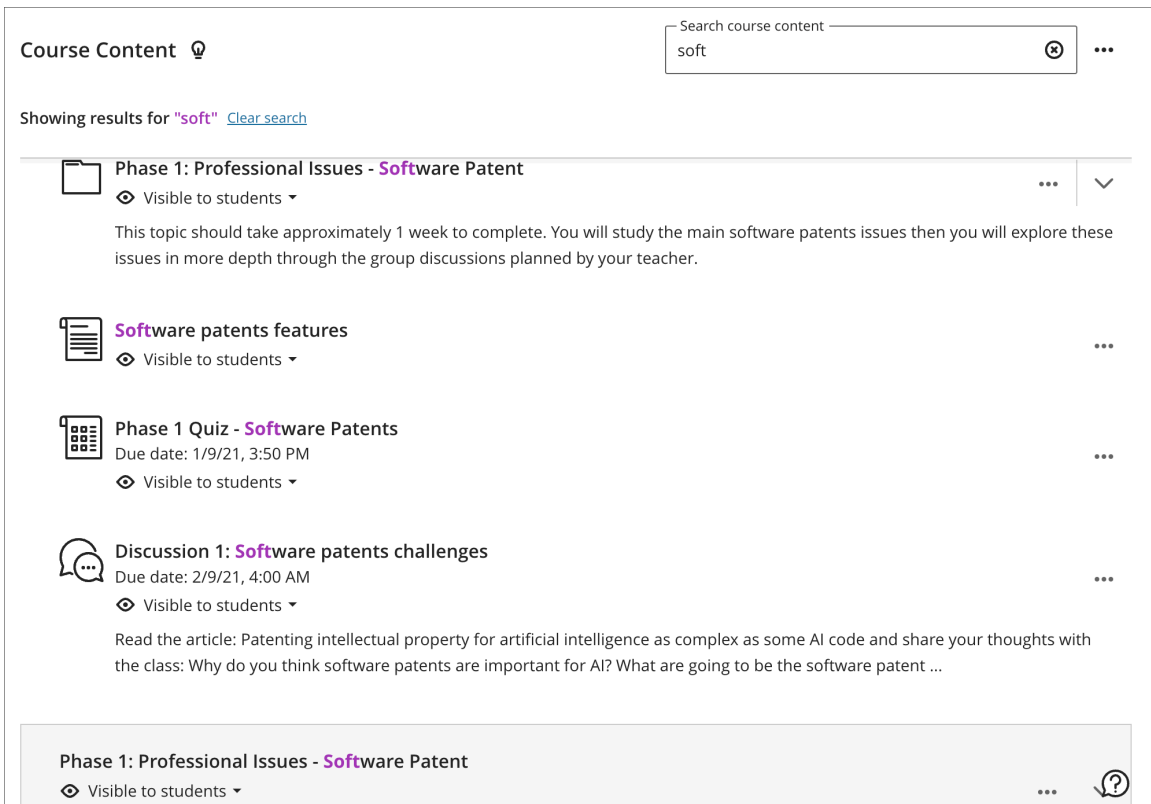 Course Content
Search course content
soft
Showing results for "soft" Clear search
Phase 1: Professional Issues - Software Patent
Visible to students
This topic should take approximately 1 week to complete. You will study the main software patents issues then you will explore these
issues in more depth through the group discussions planned by your teacher.
Software patents features
Visible to students
Phase 1 Quiz - Software Patents
Due date: 1/9/21, 3:50 PM
Visible to students
Discussion 1: Software patents challenges
Due date: 2/9/21, 4:00 AM
Visible to students
Read the article: Patenting intellectual property for artificial intelligence as complex as some AI code and share your thoughts with
the class: Why do you think software patents are important for AI? What are going to be the software patent ...
Phase 1: Professional Issues - Software Patent
Visible to students